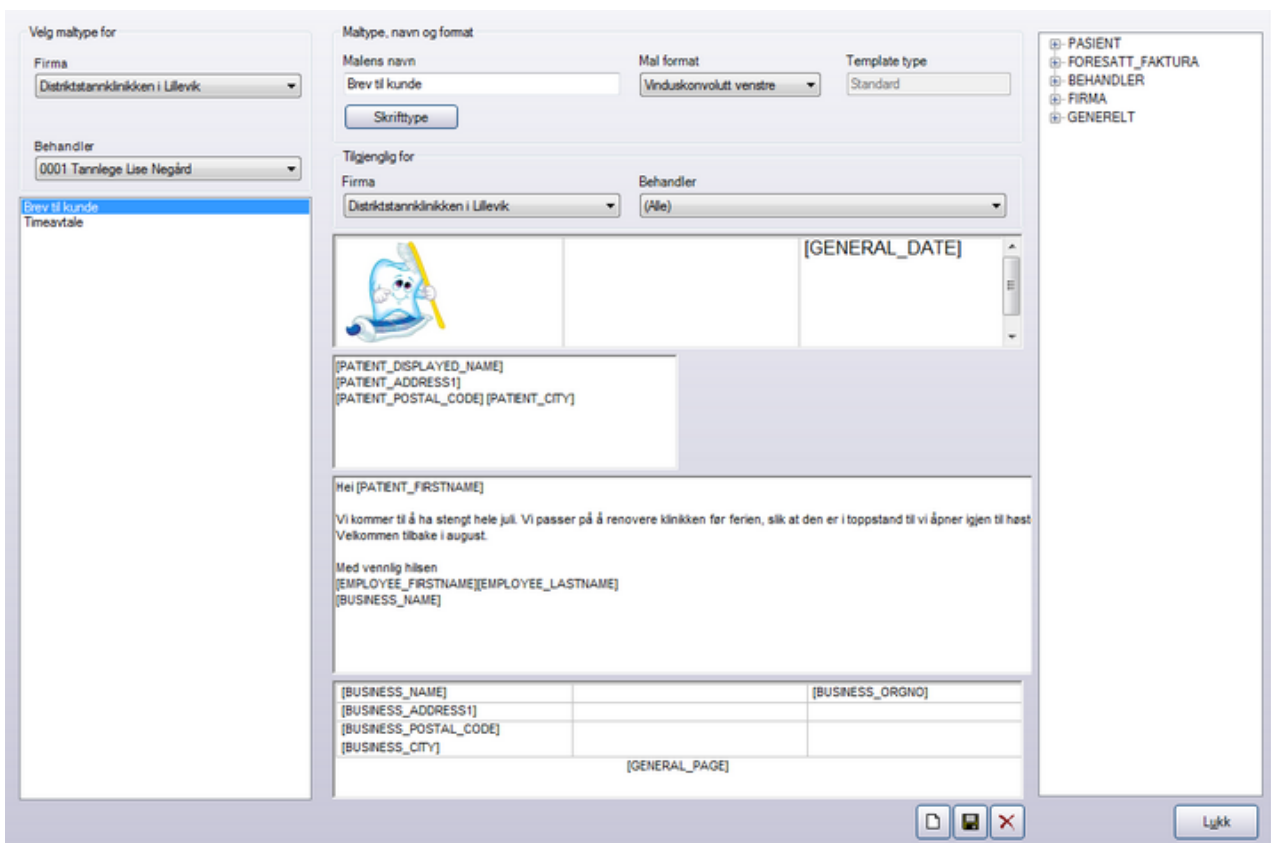 Velg maltype for
Firma
Distriktstannklinikken i Lillevik
Behandler
0001 Tannlege Lise Negård
Brev til kunde
Timeavtale
Maltype, navn og format
Malens navn
Mal format
Template type
Brev til kunde
Vinduskonvolutt venstre
Standard
Skrifttype
Tilgjenglig for
Firma
Behandler
Distriktstannklinikken i Lillevik
(Alle)
[GENERAL_DATE]
[PATIENT_DISPLAYED_NAME]
[PATIENT_ADDRESS1]
[PATIENT_POSTAL_CODE] [PATIENT_CITY]
Hei [PATIENT_FIRSTNAME]
Vi kommer til å ha stengt hele juli. Vi passer på å renovere klinikken før ferien, slik at den er i toppstand til vi åpner igjen til høst
Velkommen tilbake i august.
Med vennlig hilsen
[EMPLOYEE_FIRSTNAME][EMPLOYEE_LASTNAME]
[BUSINESS_NAME]
[BUSINESS_NAME]
[BUSINESS_ORGNO]
[BUSINESS_ADDRESS1]
[BUSINESS_POSTAL_CODE]
[BUSINESS_CITY]
[GENERAL_PAGE]
PASIENT
FORESATT_FAKTURA
BEHANDLER
FIRMA
GENERELT
Lukk